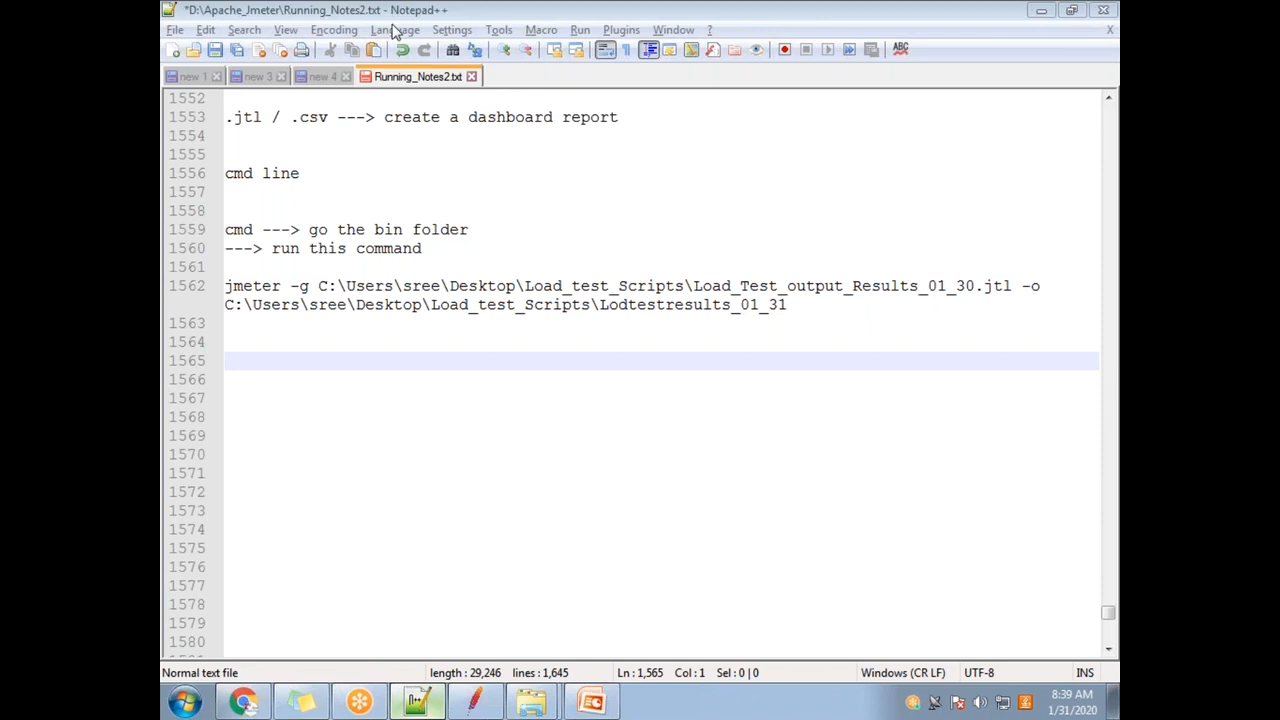 *D:\Apache_Jmeter\Running_Notes2.txt - Notepad++
File Edit Search View Encoding Language Settings Tools Macro Run Plugins Window ? X
ABC
new 1 new 3 new 4 Running_Notes2.txt
1552
1553 .jtl / .csv ---> create a dashboard report
1554
1555
1556 cmd line
1557
1558
1559 cmd ---> go the bin folder
1560 ---> run this command
1561
1562 jmeter -g C:\Users\sree\Desktop\Load_test_Scripts\Load_Test_output_Results_01_30.jtl -o
C:\Users\sree\Desktop\Load_test_Scripts\Lodtestresults_01_31
1563
1564
1565
1566
1567
1568
1569
1570
1571
1572
1573
1574
1575
1576
1577
1578
1579
1580
Normal text file length : 29,246 lines : 1,645 Ln : 1,565 Col : 1 Sel : 0 | 0 Windows (CR LF) UTF-8 INS
8:39 AM
1/31/2020